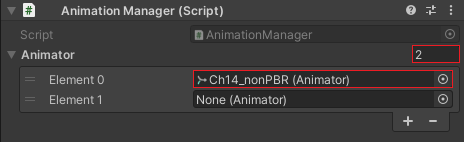 Animation Manager (Script)
Script AnimationManager
Animator 2
Element 0 Ch14_nonPBR (Animator)
Element 1 None (Animator)